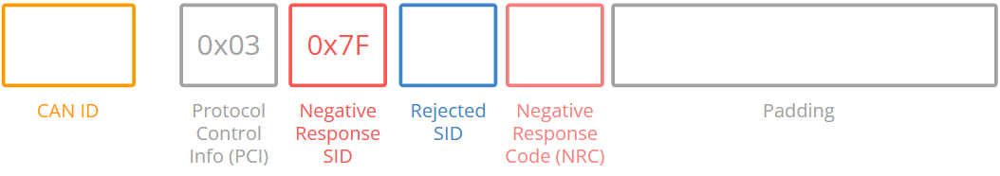 0x03 0x7F
CAN ID
Protocol
Control
Info (PCI)
Negative
Response
SID
Rejected
SID
Negative
Response
Code (NRC)
Padding